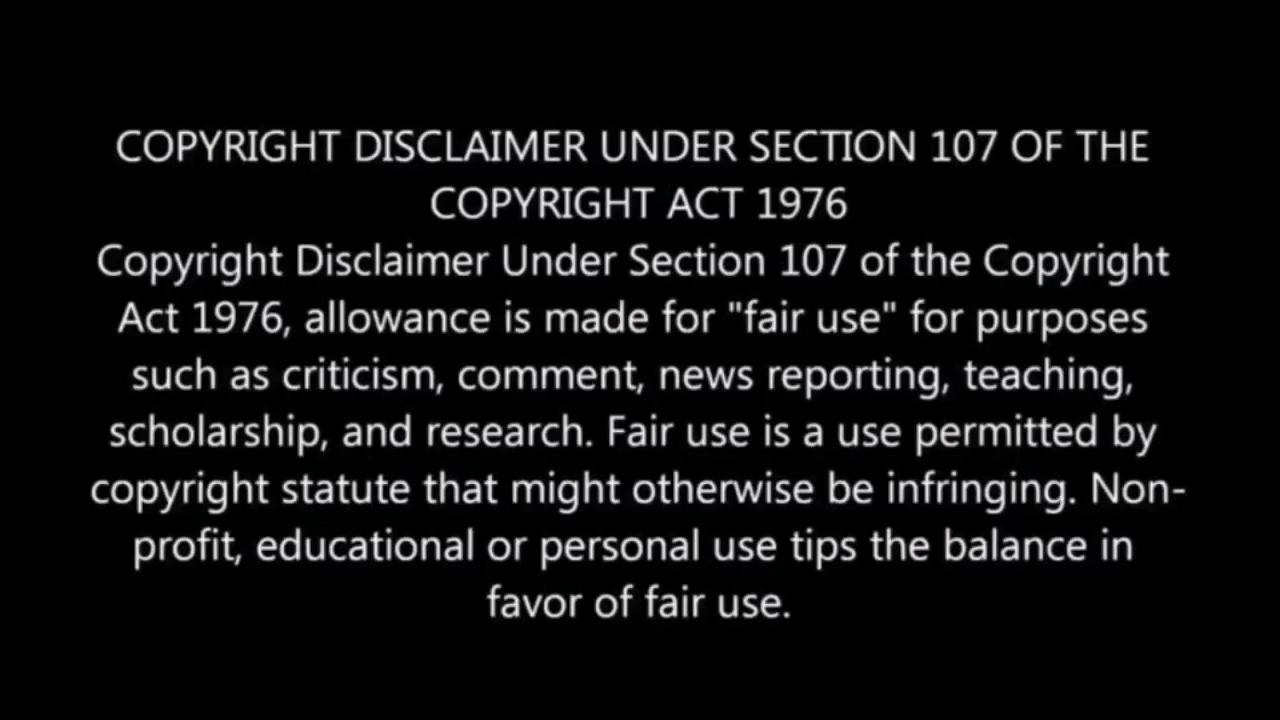 COPYRIGHT DISCLAIMER UNDER SECTION 107 OF THE
COPYRIGHT ACT 1976
Copyright Disclaimer Under Section 107 of the Copyright
Act 1976, allowance is made for "fair use" for purposes
such as criticism, comment, news reporting, teaching,
scholarship, and research. Fair use is a use permitted by
copyright statute that might otherwise be infringing. Non-
profit, educational or personal use tips the balance in
favor of fair use.